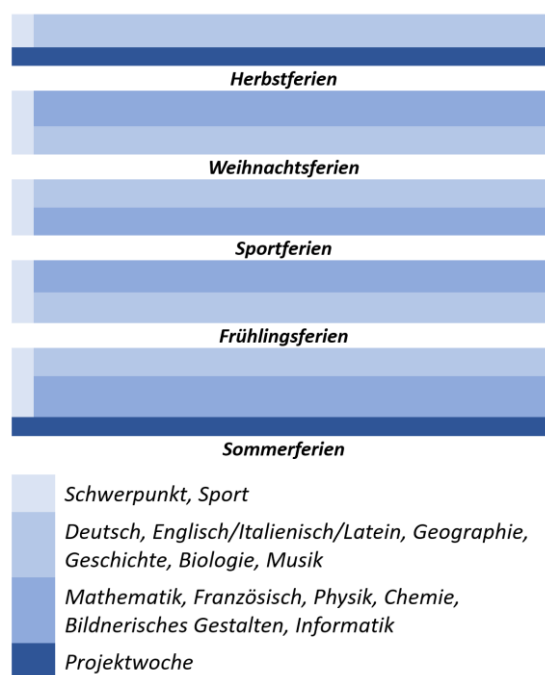 Herbstferien
Weihnachtsferien
Sportferien
Frühlingsferien
Sommerferien
Schwerpunkt, Sport
Deutsch, Englisch/Italienisch/Latein, Geographie,
Geschichte, Biologie, Musik
Mathematik, Französisch, Physik, Chemie,
Bildnerisches Gestalten, Informatik
Projektwoche